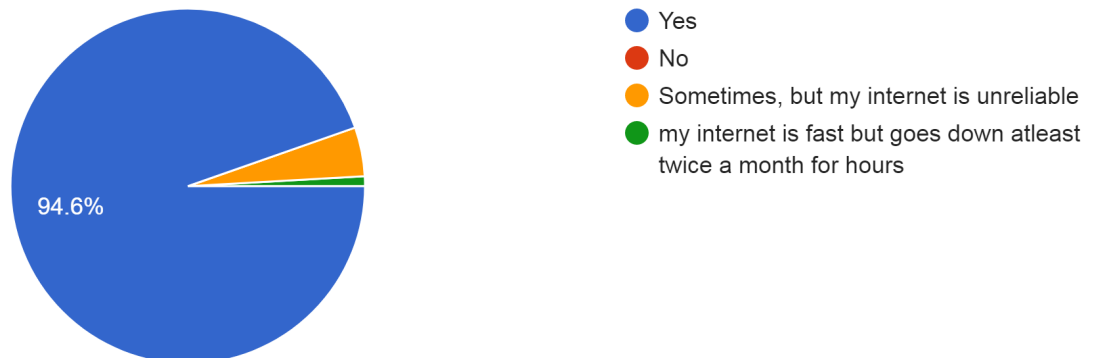 Yes
No
Sometimes, but my internet is unreliable
my internet is fast but goes down atleast
twice a month for hours
94.6%